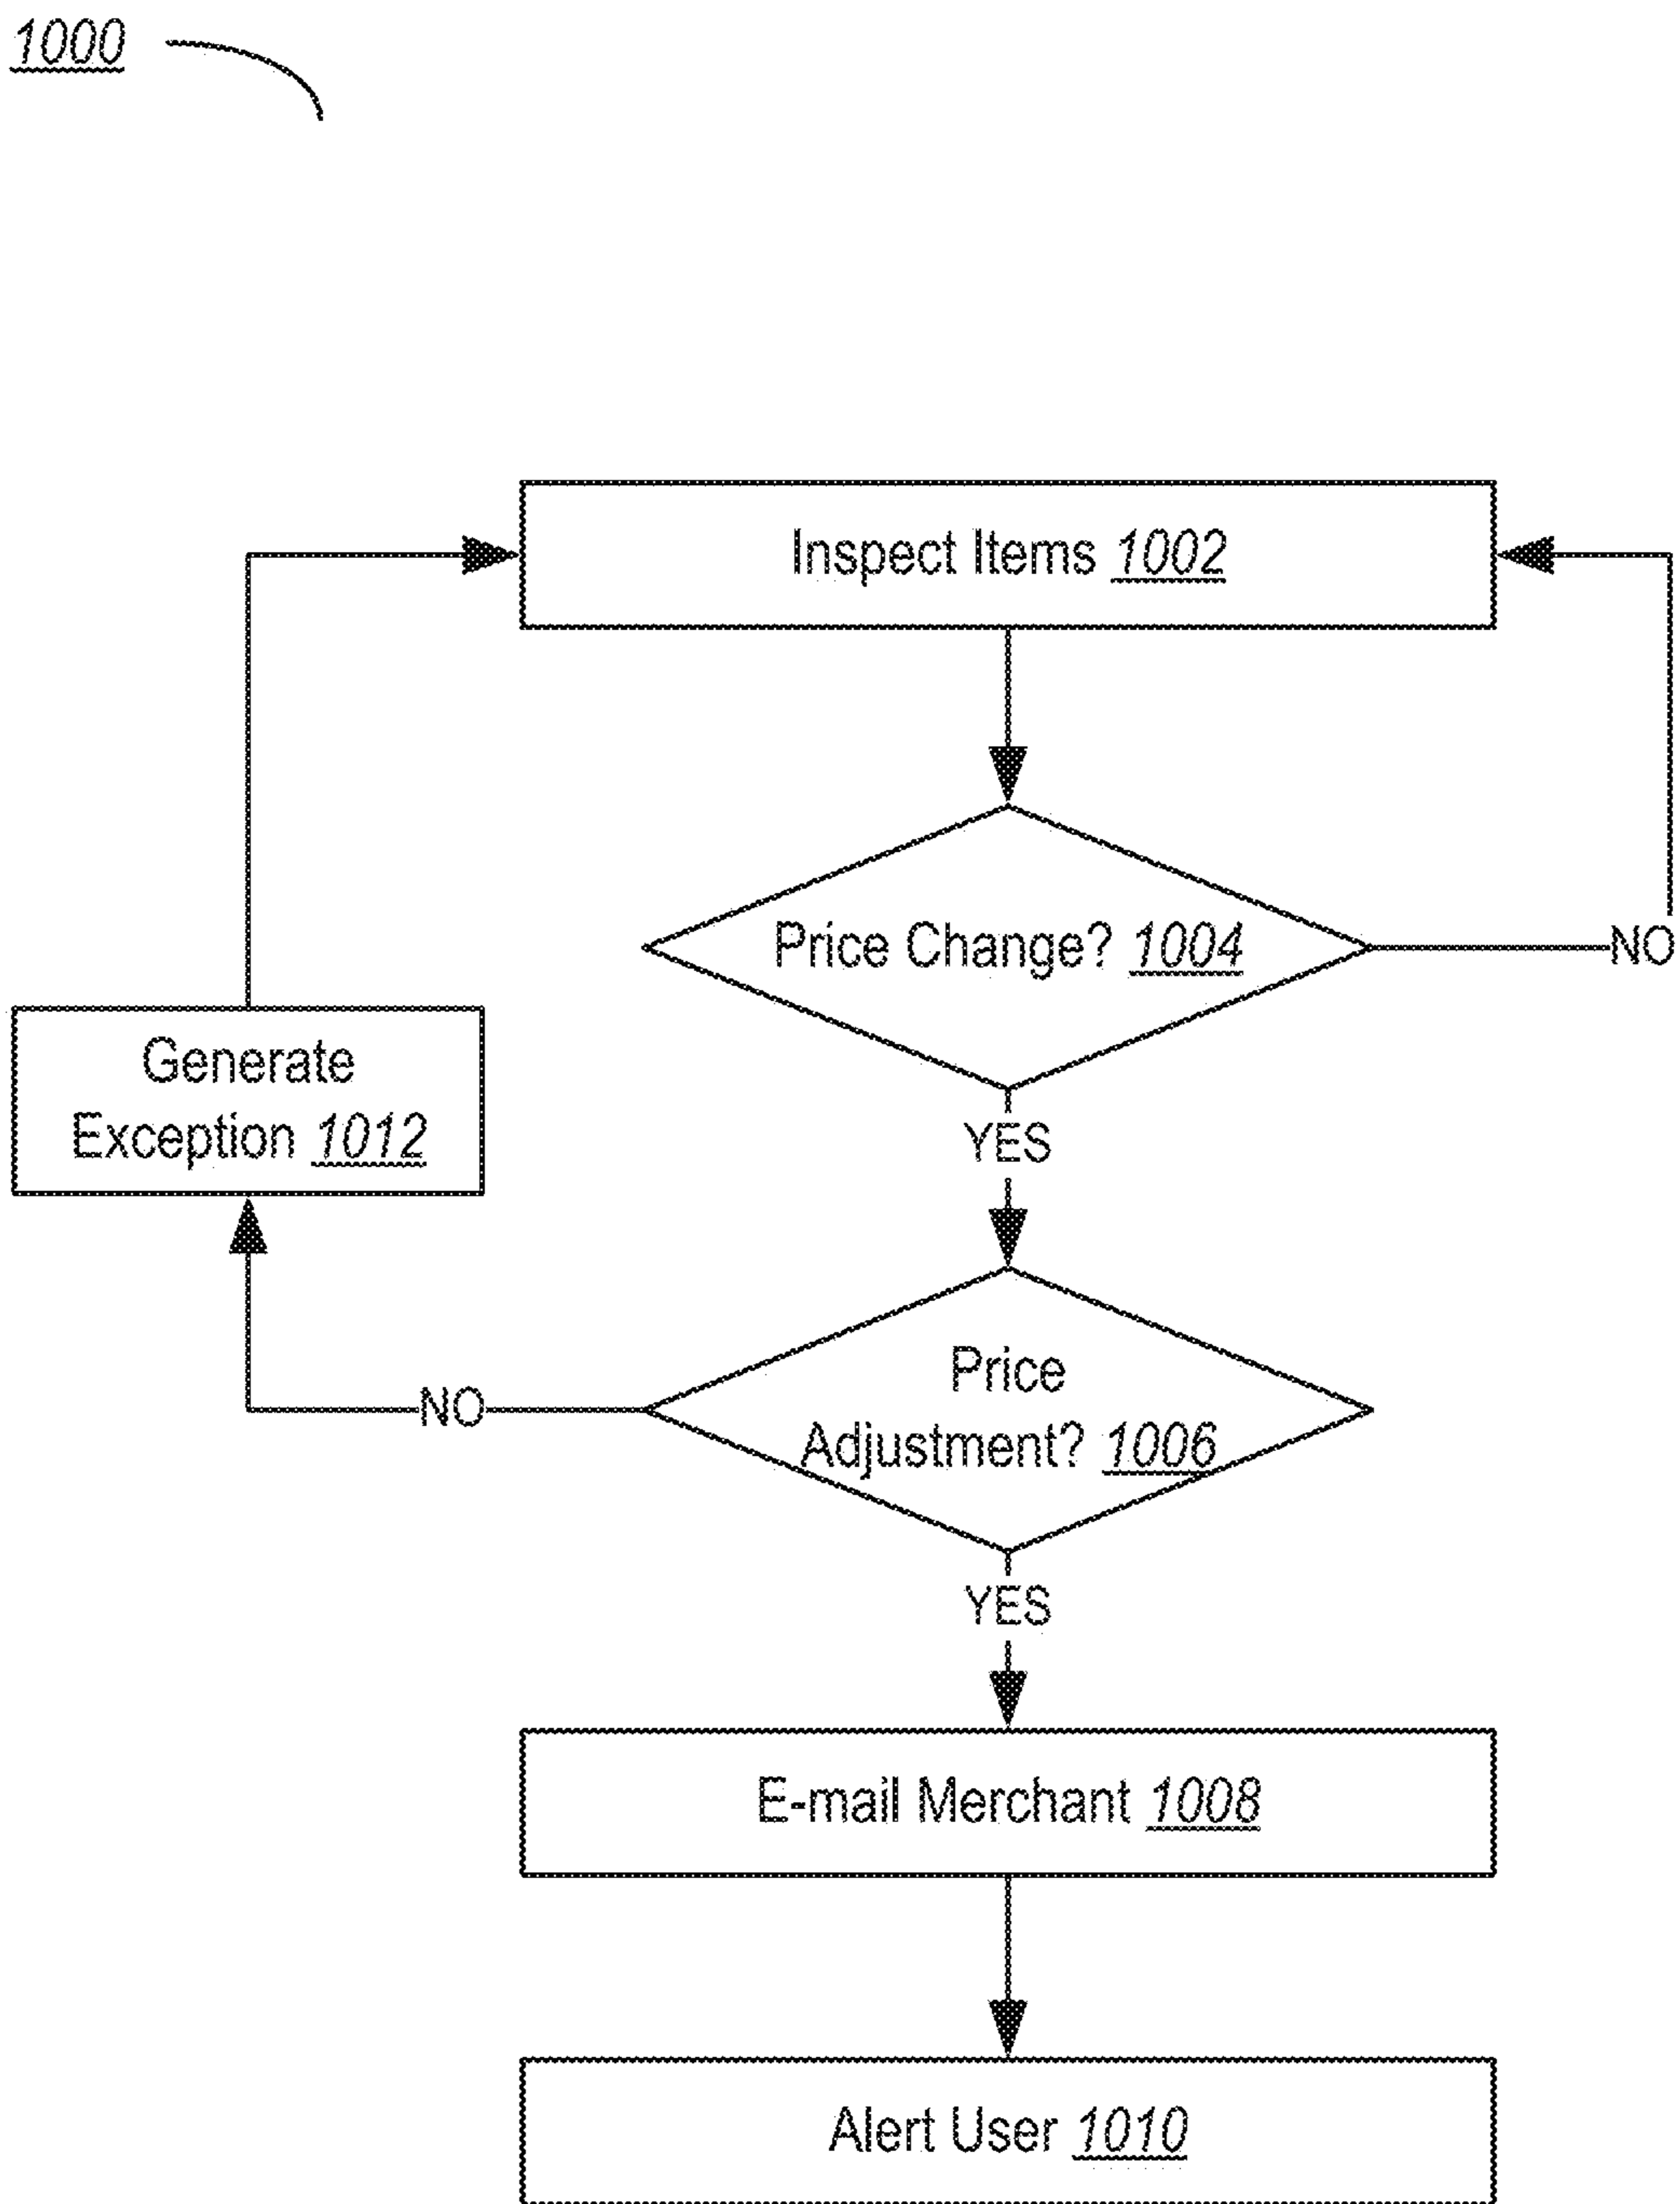 1000
Inspect Items 1002
Price Change? 1004
NO
Generate
Exception 1012
YES
Price
Adjustment? 1006
NO
YES
E-mail Merchant 1008
Alert User 1010